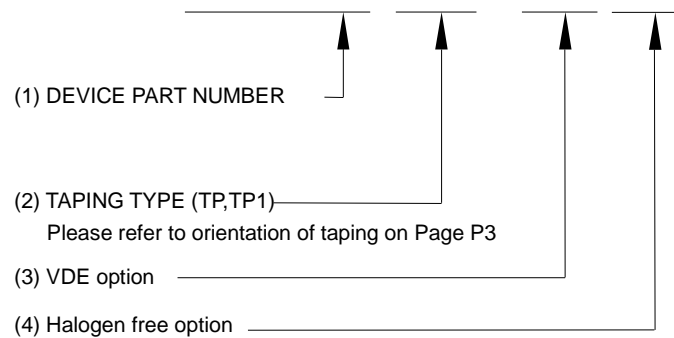 (1) DEVICE PART NUMBER
(2) TAPING TYPE (TP,TP1)
Please refer to orientation of taping on Page P3
(3) VDE option
(4) Halogen free option